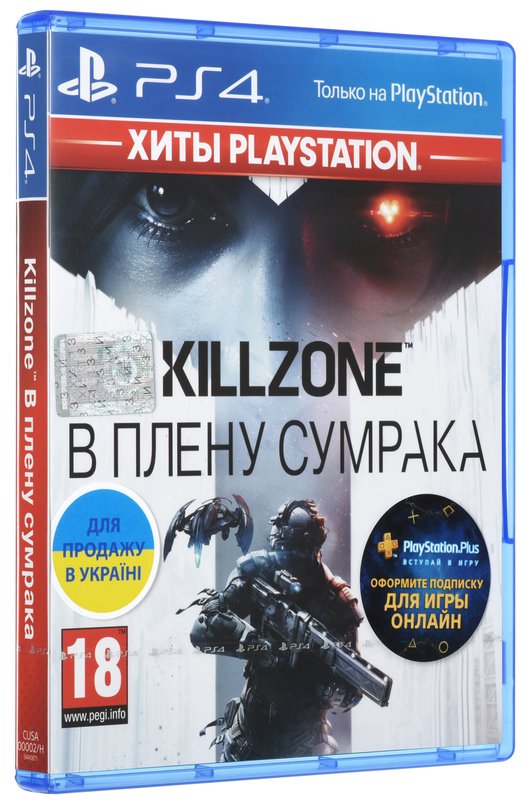 PS4
Только на PlayStation
ХИТЫ PLAYSTATION
KILLZONE™
В ПЛЕНУ СУМРАКА
ДЛЯ
ПРОДАЖУ
В УКРАЇНІ
PlayStation.Plus
ВСТУПАЙ В ИГРУ
ОФОРМИТЕ ПОДПИСКУ
ДЛЯ ИГРЫ
ОНЛАЙН
18
www.pegi.info
PS4
Killzone™ В плену сумрака
CUSA
00002/H